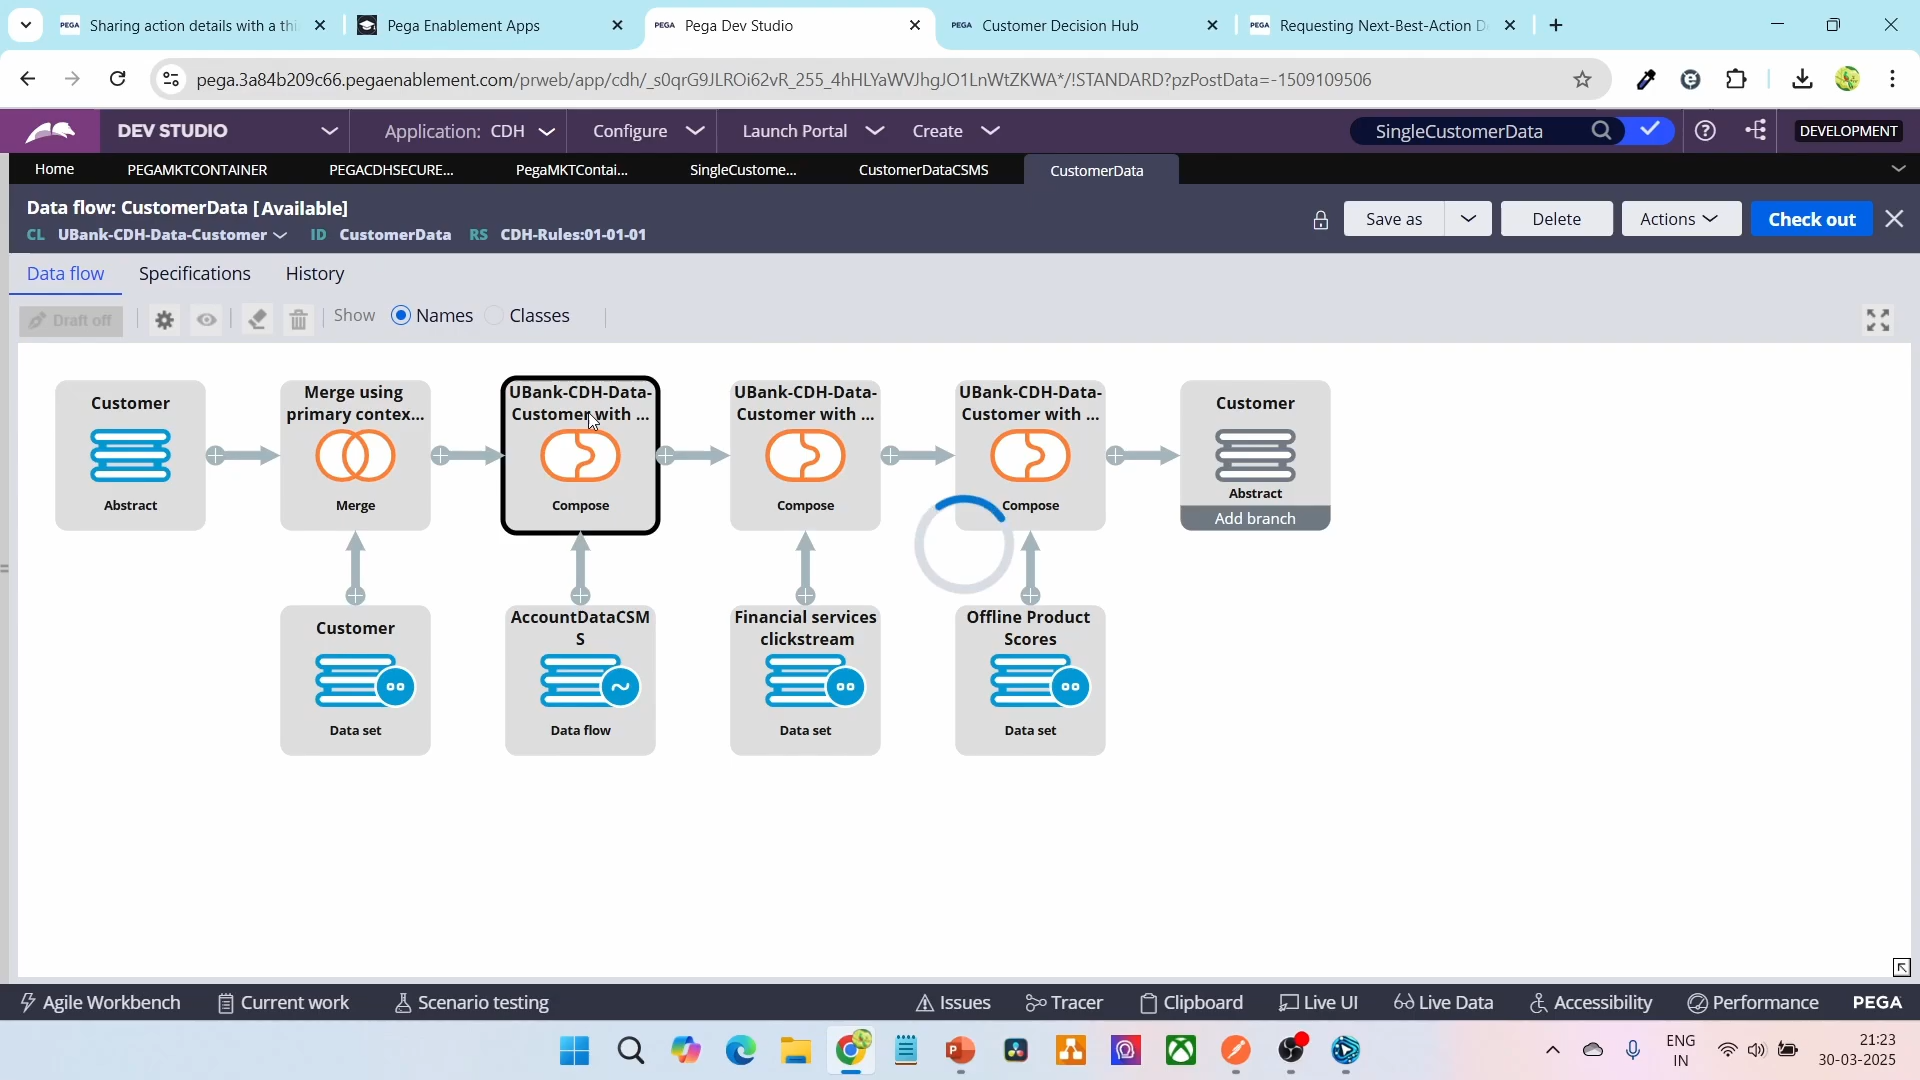 PEGA Sharing action details with a thi
Pega Enablement Apps
PEGA Pega Dev Studio
PEGA Customer Decision Hub
PEGA Requesting Next-Best-Action D
pega.3a84b209c66.pegaenablement.com/prweb/app/cdh/_s0qrG9JLROi62vR_255_4hHLYaWVJhgJO1LnWtZKWA*/!STANDARD?pzPostData=-1509109506
DEV STUDIO
Application: CDH
Configure
Launch Portal
Create
SingleCustomerData
DEVELOPMENT
Home
PEGAMKTCONTAINER
PEGACDHSECURE...
PegaMKTContai...
SingleCustome...
CustomerDataCSMS
CustomerData
Data flow: CustomerData [Available]
CL UBank-CDH-Data-Customer ID CustomerData RS CDH-Rules:01-01-01
Save as
Delete
Actions
Check out
Data flow
Specifications
History
Draft off
Show
Names
Classes
Customer
Abstract
Merge using
primary contex...
Merge
UBank-CDH-Data-
Customer with ...
Compose
UBank-CDH-Data-
Customer with ...
Compose
UBank-CDH-Data-
Customer with ...
Compose
Customer
Abstract
Add branch
Customer
Data set
AccountDataCSM
S
Data flow
Financial services
clickstream
Data set
Offline Product
Scores
Data set
Agile Workbench
Current work
Scenario testing
Issues
Tracer
Clipboard
Live UI
Live Data
Accessibility
Performance
PEGA
ENG
IN
21:23
30-03-2025